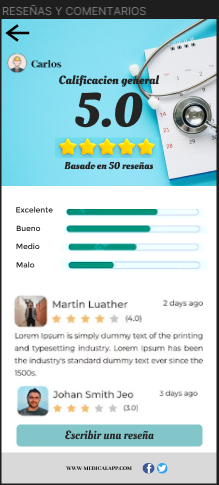 RESEÑAS Y COMENTARIOS
Carlos
Calificacion general
5.0
Basado en 50 reseñas
Excelente
Bueno
Medio
Malo
Martin Luather
2 days ago
(4.0)
Lorem Ipsum is simply dummy text of the printing
and typesetting industry. Lorem Ipsum has been
the industry's standard dummy text ever since the
1500s.
Johan Smith Jeo
3 days ago
(3.0)
Escribir una reseña
WWW.MEDICALAPP.COM